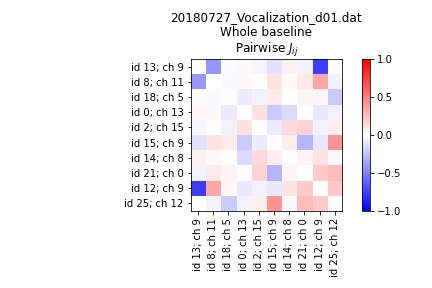 20180727_Vocalization_d01.dat
Whole baseline
Pairwise J_ij
id 13; ch 9
id 8; ch 11
id 18; ch 5
id 0; ch 13
id 2; ch 15
id 15; ch 9
id 14; ch 8
id 21; ch 0
id 12; ch 9
id 25; ch 12
1.0
0.5
0.0
−0.5
−1.0
id 13; ch 9
id 8; ch 11
id 18; ch 5
id 0; ch 13
id 2; ch 15
id 15; ch 9
id 14; ch 8
id 21; ch 0
id 12; ch 9
id 25; ch 12